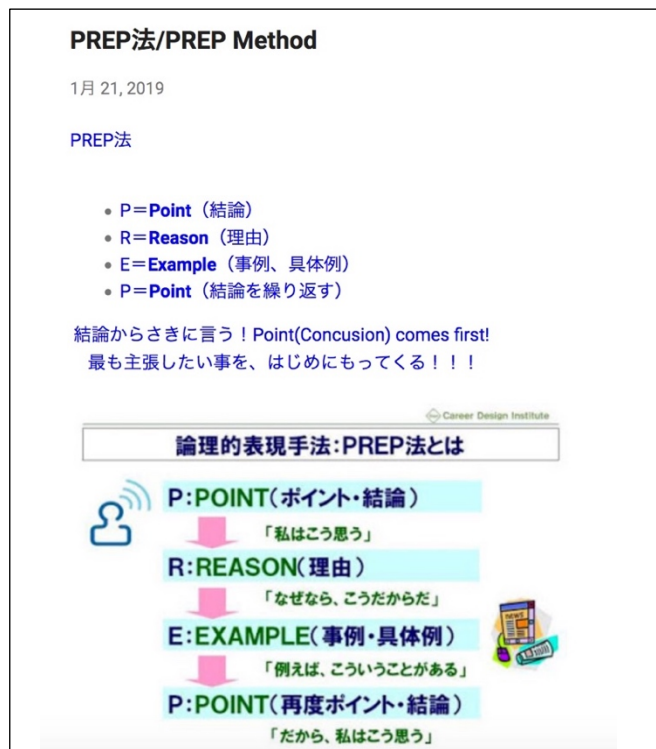 PREP法/PREP Method
1月 21, 2019
PREP法
P＝Point（結論）
R＝Reason（理由）
E＝Example（事例、具体例）
P＝Point（結論を繰り返す）
結論からさきに言う！Point(Concusion) comes first!
最も主張したい事を、はじめにもってくる！！！
Career Design Institute
論理的表現手法：PREP法とは
P：POINT（ポイント・結論）
「私はこう思う」
R：REASON（理由）
「なぜなら、こうだからだ」
E：EXAMPLE（事例・具体例）
NEWS
「例えば、こういうことがある」
P：POINT（再度ポイント・結論）
「だから、私はこう思う」